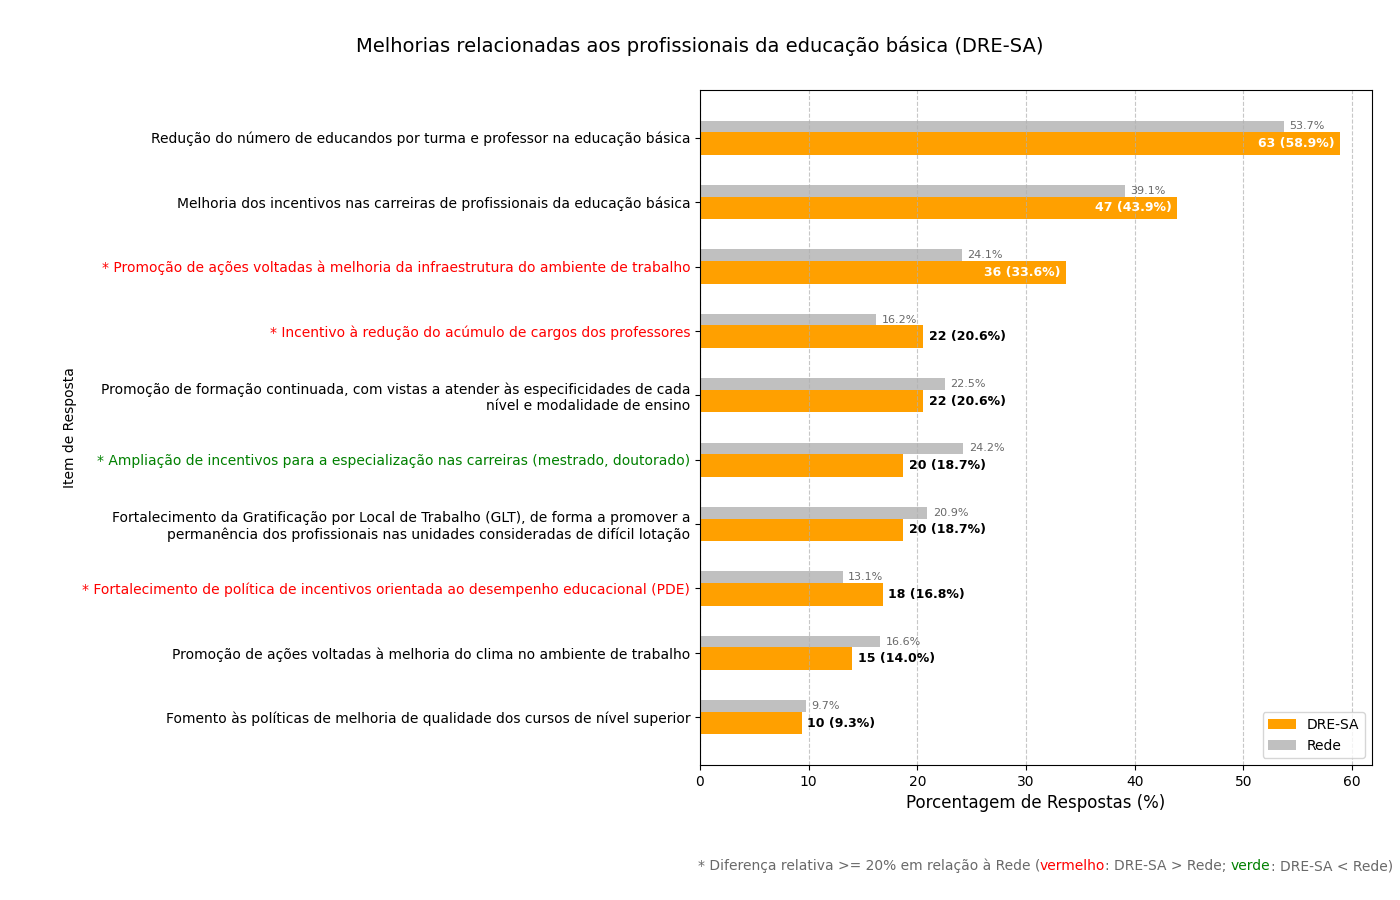 Melhorias relacionadas aos profissionais da educação básica (DRE-SA)
Item de Resposta
Redução do número de educandos por turma e professor na educação básica
53.7%
63 (58.9%)
Melhoria dos incentivos nas carreiras de profissionais da educação básica
39.1%
47 (43.9%)
* Promoção de ações voltadas à melhoria da infraestrutura do ambiente de trabalho
24.1%
36 (33.6%)
* Incentivo à redução do acúmulo de cargos dos professores
16.2%
22 (20.6%)
Promoção de formação continuada, com vistas a atender às especificidades de cada
nível e modalidade de ensino
22.5%
22 (20.6%)
* Ampliação de incentivos para a especialização nas carreiras (mestrado, doutorado)
24.2%
20 (18.7%)
Fortalecimento da Gratificação por Local de Trabalho (GLT), de forma a promover a
permanência dos profissionais nas unidades consideradas de difícil lotação
20.9%
20 (18.7%)
* Fortalecimento de política de incentivos orientada ao desempenho educacional (PDE)
13.1%
18 (16.8%)
Promoção de ações voltadas à melhoria do clima no ambiente de trabalho
16.6%
15 (14.0%)
Fomento às políticas de melhoria de qualidade dos cursos de nível superior
9.7%
10 (9.3%)
DRE-SA
Rede
0 10 20 30 40 50 60
Porcentagem de Respostas (%)
* Diferença relativa >= 20% em relação à Rede (vermelho: DRE-SA > Rede; verde: DRE-SA < Rede)